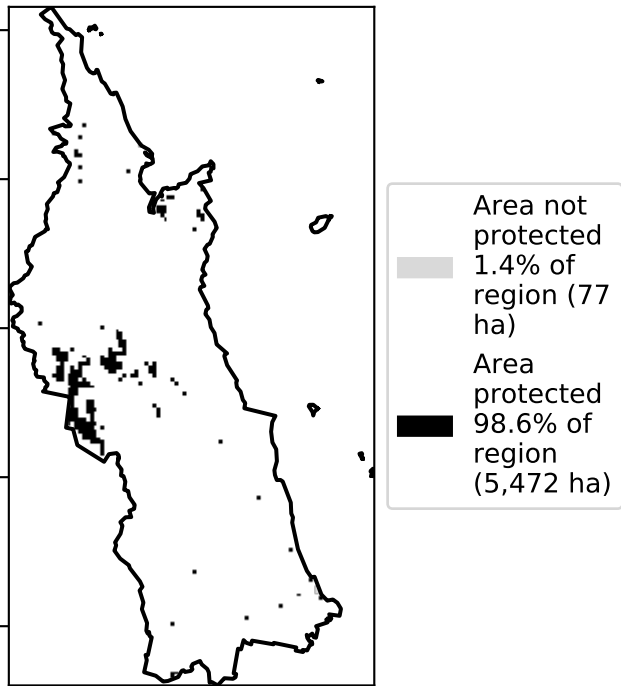 Area not
protected
1.4% of
region (77
ha)
Area
protected
98.6% of
region
(5,472 ha)